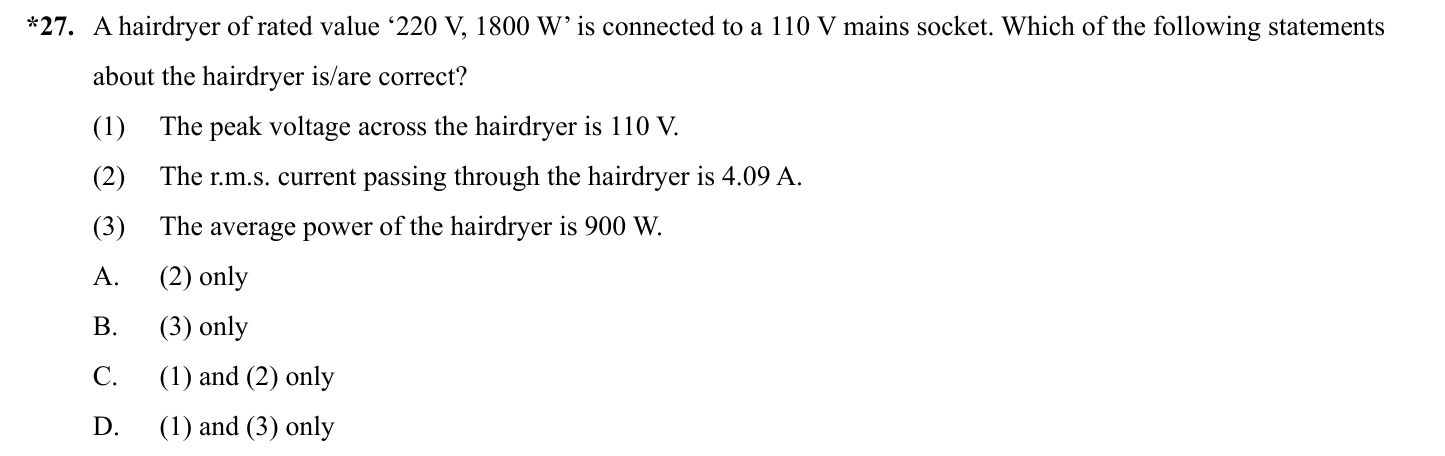 *27. A hairdryer of rated value ‘220 V, 1800 W’ is connected to a 110 V mains socket. Which of the following statements
about the hairdryer is/are correct?
(1) The peak voltage across the hairdryer is 110 V.
(2) The r.m.s. current passing through the hairdryer is 4.09 A.
(3) The average power of the hairdryer is 900 W.
A. (2) only
B. (3) only
C. (1) and (2) only
D. (1) and (3) only